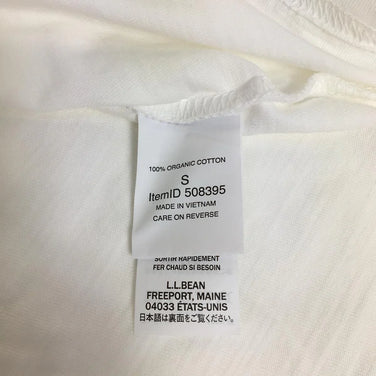 100% ORGANIC COTTON
S
ItemID 508395
MADE IN VIETNAM
CARE ON REVERSE
SORTIR RAPIDEMENT
FER CHAUD SI BESOIN
L.L.BEAN
FREEPORT, MAINE
04033 ÉTATS-UNIS
日本語は裏面をご覧ください。